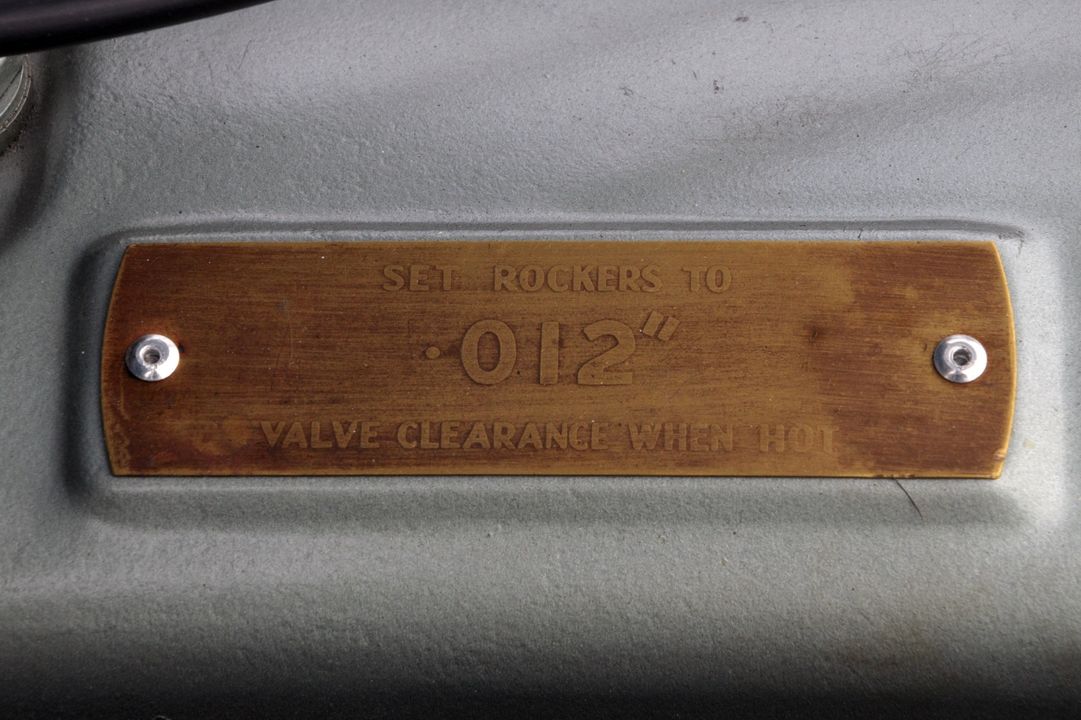 SET ROCKERS TO
·012"
VALVE CLEARANCE WHEN HOT